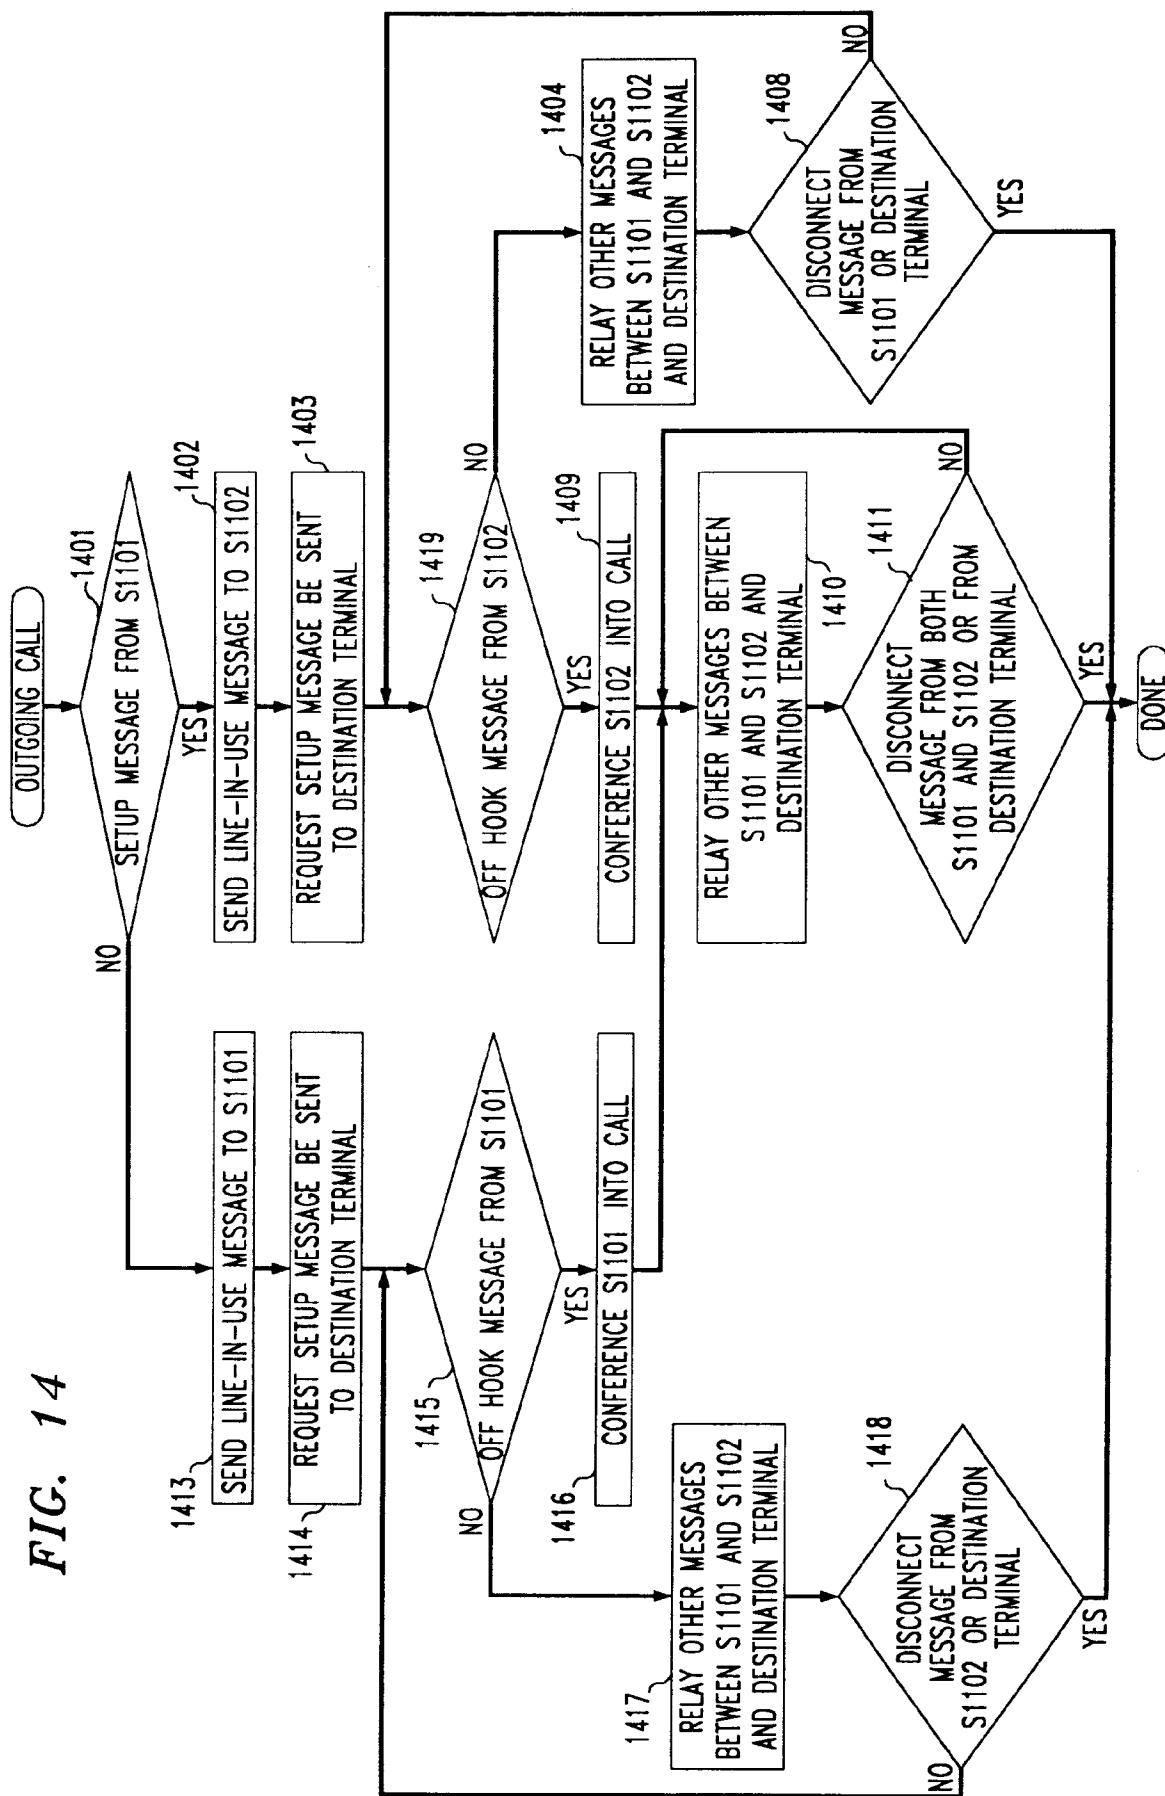 FIG. 14
OUTGOING CALL
1401
SETUP MESSAGE FROM S1101
NO
YES
1413
SEND LINE-IN-USE MESSAGE TO S1101
1402
SEND LINE-IN-USE MESSAGE TO S1102
1414
REQUEST SETUP MESSAGE BE SENT
TO DESTINATION TERMINAL
1403
REQUEST SETUP MESSAGE BE SENT
TO DESTINATION TERMINAL
1415
OFF HOOK MESSAGE FROM S1101
NO
YES
1419
OFF HOOK MESSAGE FROM S1102
NO
YES
1416
CONFERENCE S1101 INTO CALL
1409
CONFERENCE S1102 INTO CALL
1404
RELAY OTHER MESSAGES
BETWEEN S1101 AND S1102
AND DESTINATION TERMINAL
1417
RELAY OTHER MESSAGES
BETWEEN S1101 AND S1102
AND DESTINATION TERMINAL
RELAY OTHER MESSAGES BETWEEN
S1101 AND S1102 AND
DESTINATION TERMINAL
1410
1408
DISCONNECT
MESSAGE FROM
S1101 OR DESTINATION
TERMINAL
NO
YES
1418
DISCONNECT
MESSAGE FROM
S1102 OR DESTINATION
TERMINAL
NO
YES
1411
DISCONNECT
MESSAGE FROM BOTH
S1101 AND S1102 OR FROM
DESTINATION TERMINAL
NO
YES
DONE